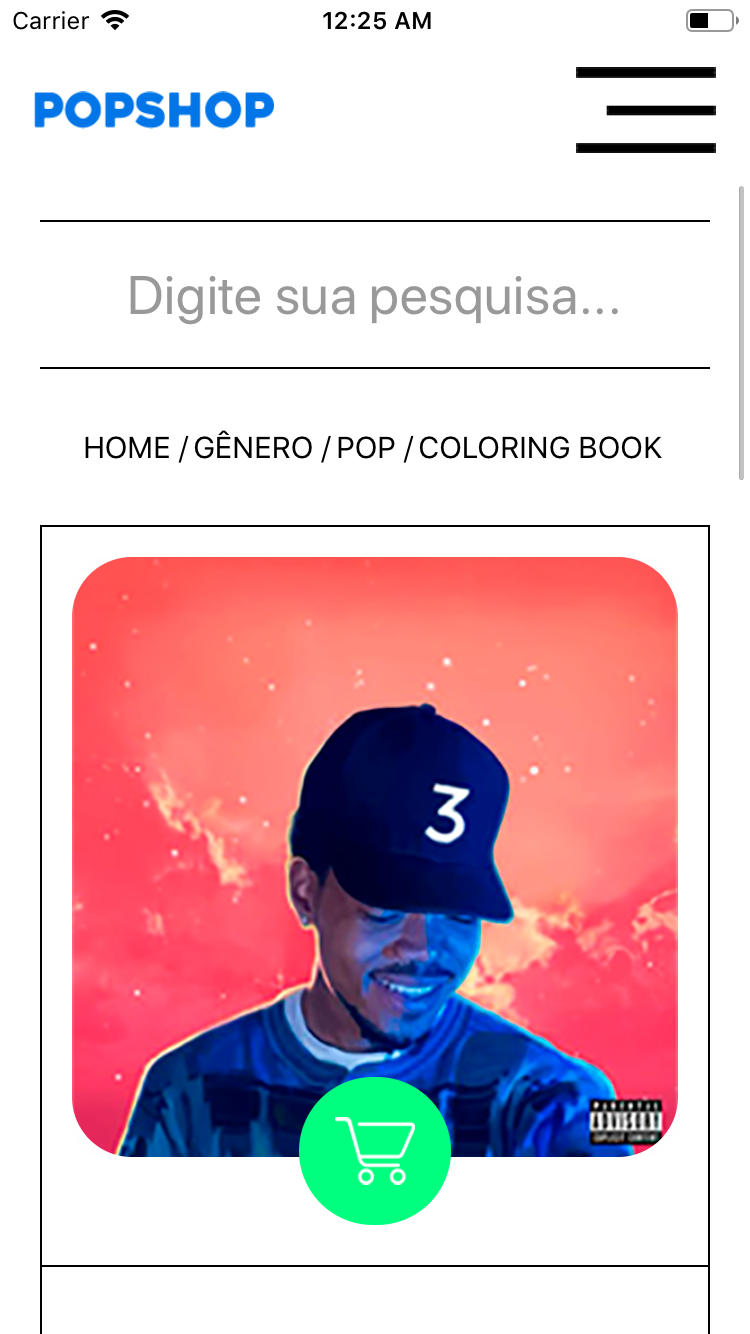 Carrier 12:25 AM
POPSHOP
Digite sua pesquisa...
HOME / GÊNERO / POP / COLORING BOOK
3
PARENTAL
ADVISORY
EXPLICIT CONTENT